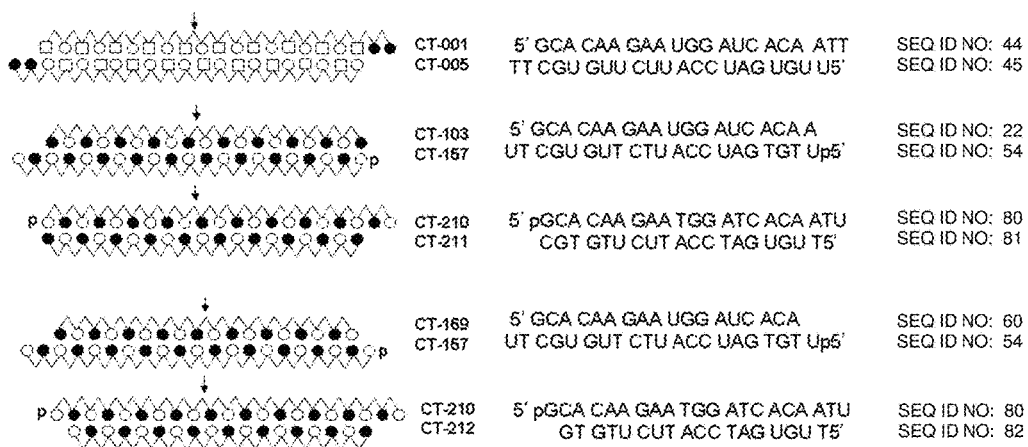 CT-001 5' GCA CAA GAA UGG AUC ACA ATT SEQ ID NO: 44
CT-005 TT CGU GUU CUU ACC UAG UGU U5' SEQ ID NO: 45
CT-103 5' GCA CAA GAA UGG AUC ACA A SEQ ID NO: 22
p CT-157 UT CGU GUT CTU ACC UAG TGT Up5' SEQ ID NO: 54
p CT-210 5' pGCA CAA GAA TGG ATC ACA ATU SEQ ID NO: 80
CT-211 CGT GTU CUT ACC TAG UGU T5' SEQ ID NO: 81
CT-169 5' GCA CAA GAA UGG AUC ACA SEQ ID NO: 60
p CT-157 UT CGU GUT CTU ACC UAG TGT Up5' SEQ ID NO: 54
p CT-210 5' pGCA CAA GAA TGG ATC ACA ATU SEQ ID NO: 80
CT-212 GT GTU CUT ACC TAG UGU T5' SEQ ID NO: 82